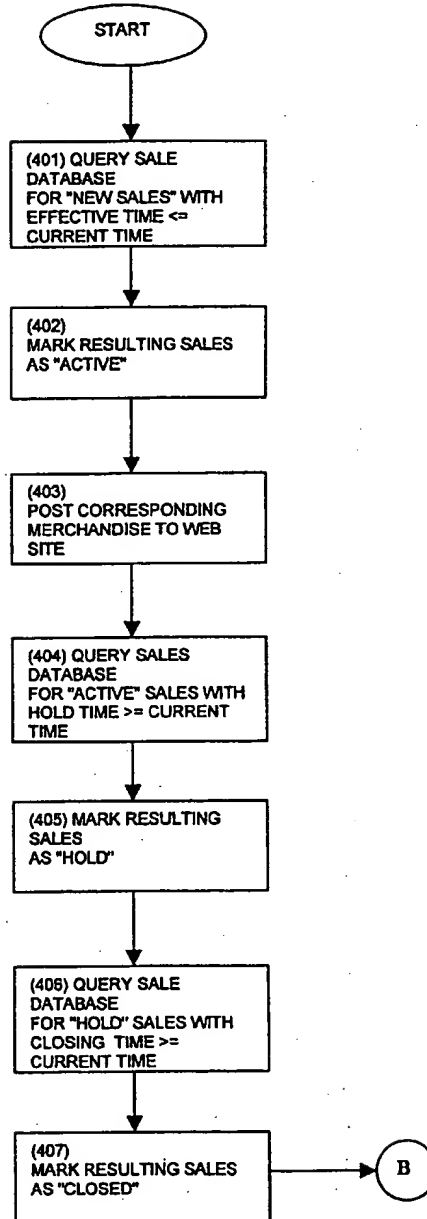 START
(401) QUERY SALE
DATABASE
FOR "NEW SALES" WITH
EFFECTIVE TIME <=
CURRENT TIME
(402)
MARK RESULTING SALES
AS "ACTIVE"
(403)
POST CORRESPONDING
MERCHANDISE TO WEB
SITE
(404) QUERY SALES
DATABASE
FOR "ACTIVE" SALES WITH
HOLD TIME >= CURRENT
TIME
(405) MARK RESULTING
SALES
AS "HOLD"
(406) QUERY SALE
DATABASE
FOR "HOLD" SALES WITH
CLOSING TIME >=
CURRENT TIME
(407)
MARK RESULTING SALES
AS "CLOSED"
B